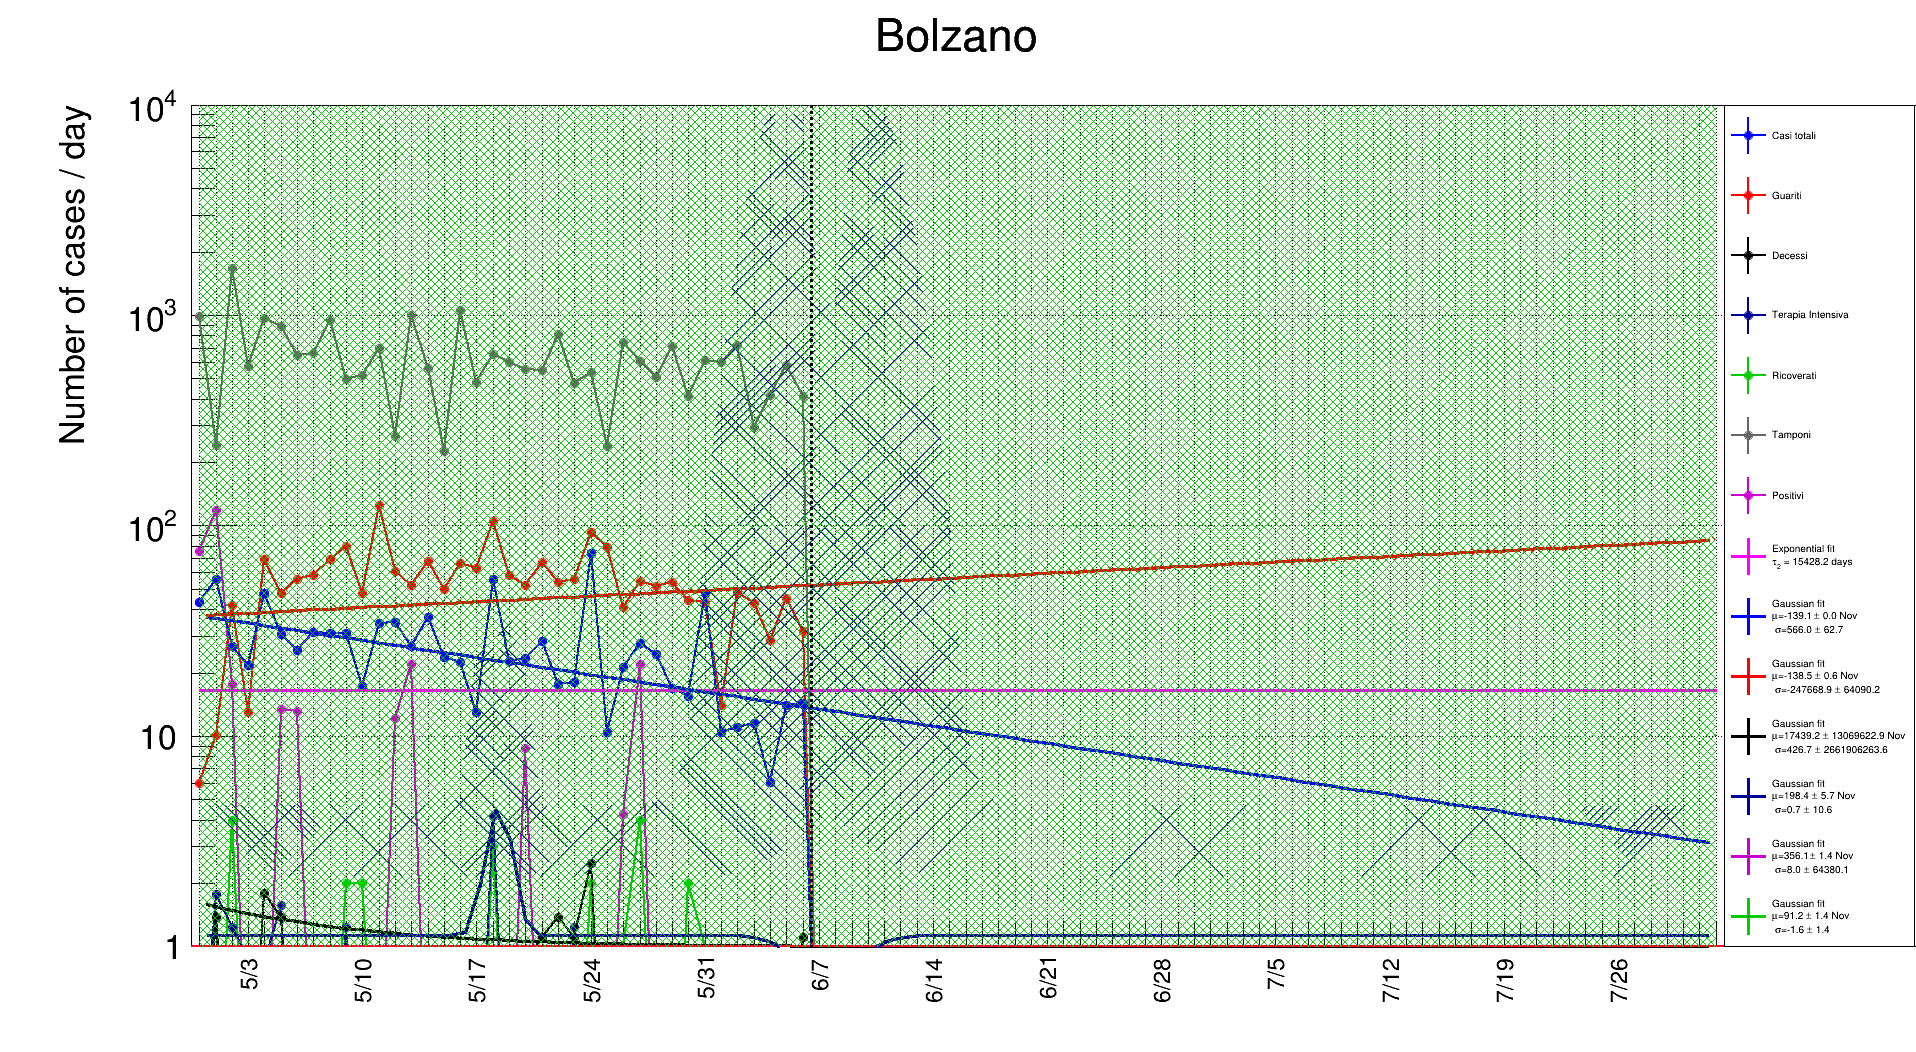 Bolzano
Number of cases / day
10^4
10^3
10^2
10
1
5/3
5/10
5/17
5/24
5/31
6/7
6/14
6/21
6/28
7/5
7/12
7/19
7/26
Casi totali
Guariti
Decessi
Terapia Intensiva
Ricoverati
Tamponi
Positivi
Exponential fit
τ_2 = 15428.2 days
Gaussian fit
μ=-139.1 ± 0.0 Nov
σ=566.0 ± 62.7
Gaussian fit
μ=-138.5 ± 0.6 Nov
σ=-247668.9 ± 64090.2
Gaussian fit
μ=17439.2 ± 13069622.9 Nov
σ=426.7 ± 2661906263.6
Gaussian fit
μ=198.4 ± 5.7 Nov
σ=0.7 ± 10.6
Gaussian fit
μ=356.1 ± 1.4 Nov
σ=8.0 ± 64380.1
Gaussian fit
μ=91.2 ± 1.4 Nov
σ=-1.6 ± 1.4